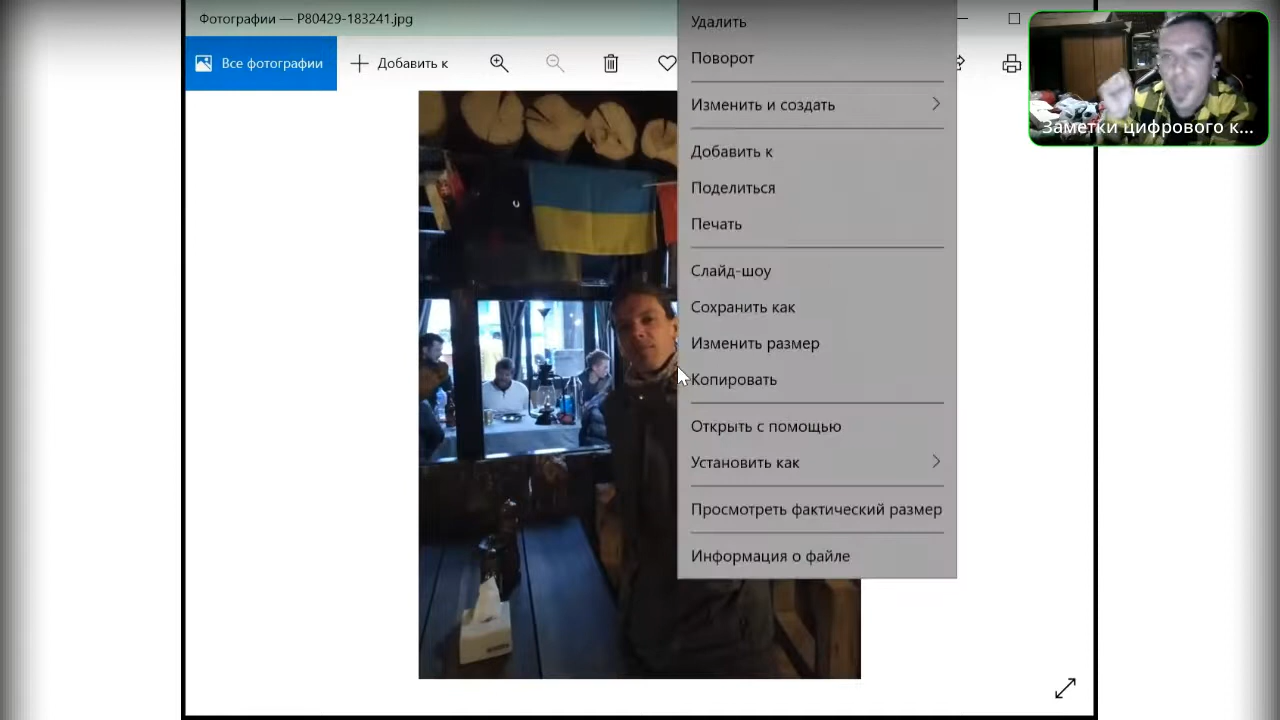 Фотографии — P80429-183241.jpg
Все фотографии
Добавить к
Удалить
Поворот
Изменить и создать
Добавить к
Поделиться
Печать
Слайд-шоу
Сохранить как
Изменить размер
Копировать
Открыть с помощью
Установить как
Просмотреть фактический размер
Информация о файле
Заметки цифрового к...